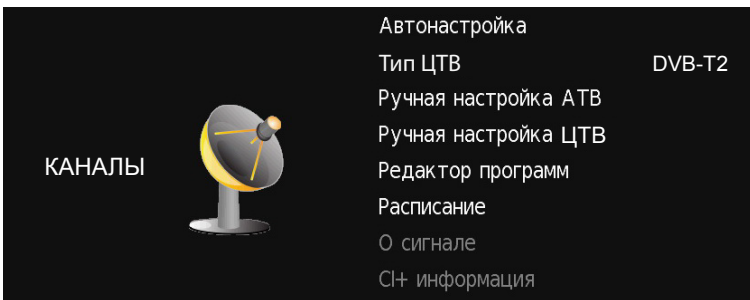 Автонастройка
Тип ЦТВ DVB-T2
Ручная настройка АТВ
Ручная настройка ЦТВ
КАНАЛЫ
Редактор программ
Расписание
О сигнале
CI+ информация